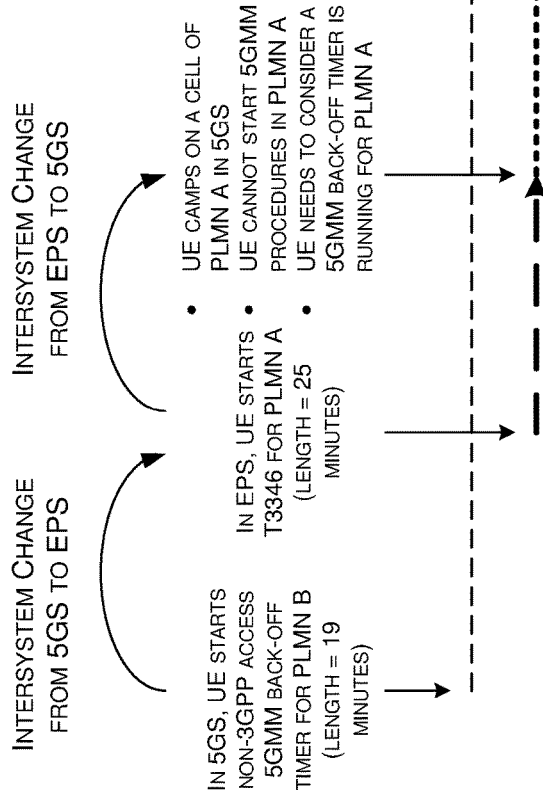 INTERSYSTEM CHANGE
FROM 5GS TO EPS
INTERSYSTEM CHANGE
FROM EPS TO 5GS
IN 5GS, UE STARTS
NON-3GPP ACCESS
5GMM BACK-OFF
TIMER FOR PLMN B
(LENGTH = 19
MINUTES)
IN EPS, UE STARTS
T3346 FOR PLMN A
(LENGTH = 25
MINUTES)
• UE CAMPS ON A CELL OF
PLMN A IN 5GS
• UE CANNOT START 5GMM
PROCEDURES IN PLMN A
• UE NEEDS TO CONSIDER A
5GMM BACK-OFF TIMER IS
RUNNING FOR PLMN A